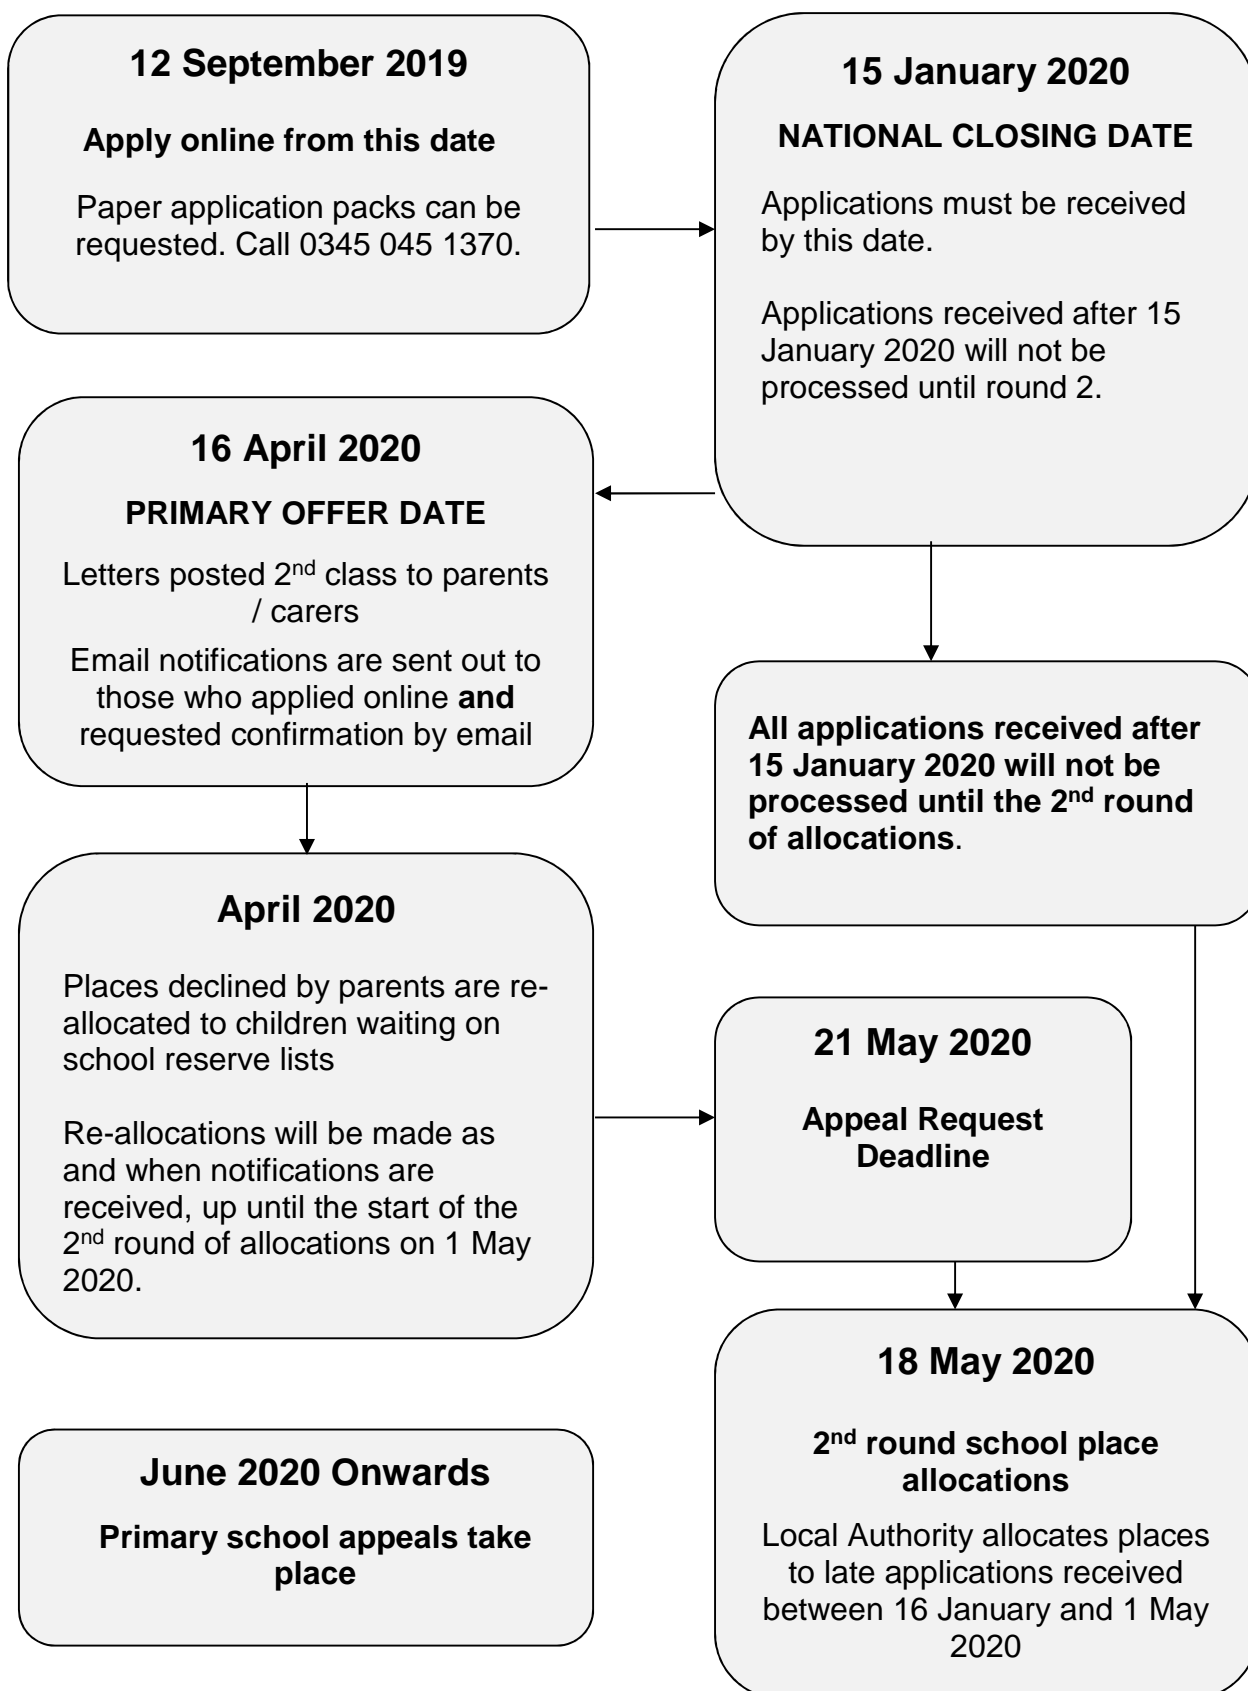 12 September 2019
Apply online from this date
Paper application packs can be
requested. Call 0345 045 1370.
15 January 2020
NATIONAL CLOSING DATE
Applications must be received
by this date.
Applications received after 15
January 2020 will not be
processed until round 2.
16 April 2020
PRIMARY OFFER DATE
Letters posted 2nd class to parents
/ carers
Email notifications are sent out to
those who applied online and
requested confirmation by email
All applications received after
15 January 2020 will not be
processed until the 2nd round
of allocations.
April 2020
Places declined by parents are re-
allocated to children waiting on
school reserve lists
Re-allocations will be made as
and when notifications are
received, up until the start of the
2nd round of allocations on 1 May
2020.
21 May 2020
Appeal Request
Deadline
18 May 2020
2nd round school place
allocations
Local Authority allocates places
to late applications received
between 16 January and 1 May
2020
June 2020 Onwards
Primary school appeals take
place